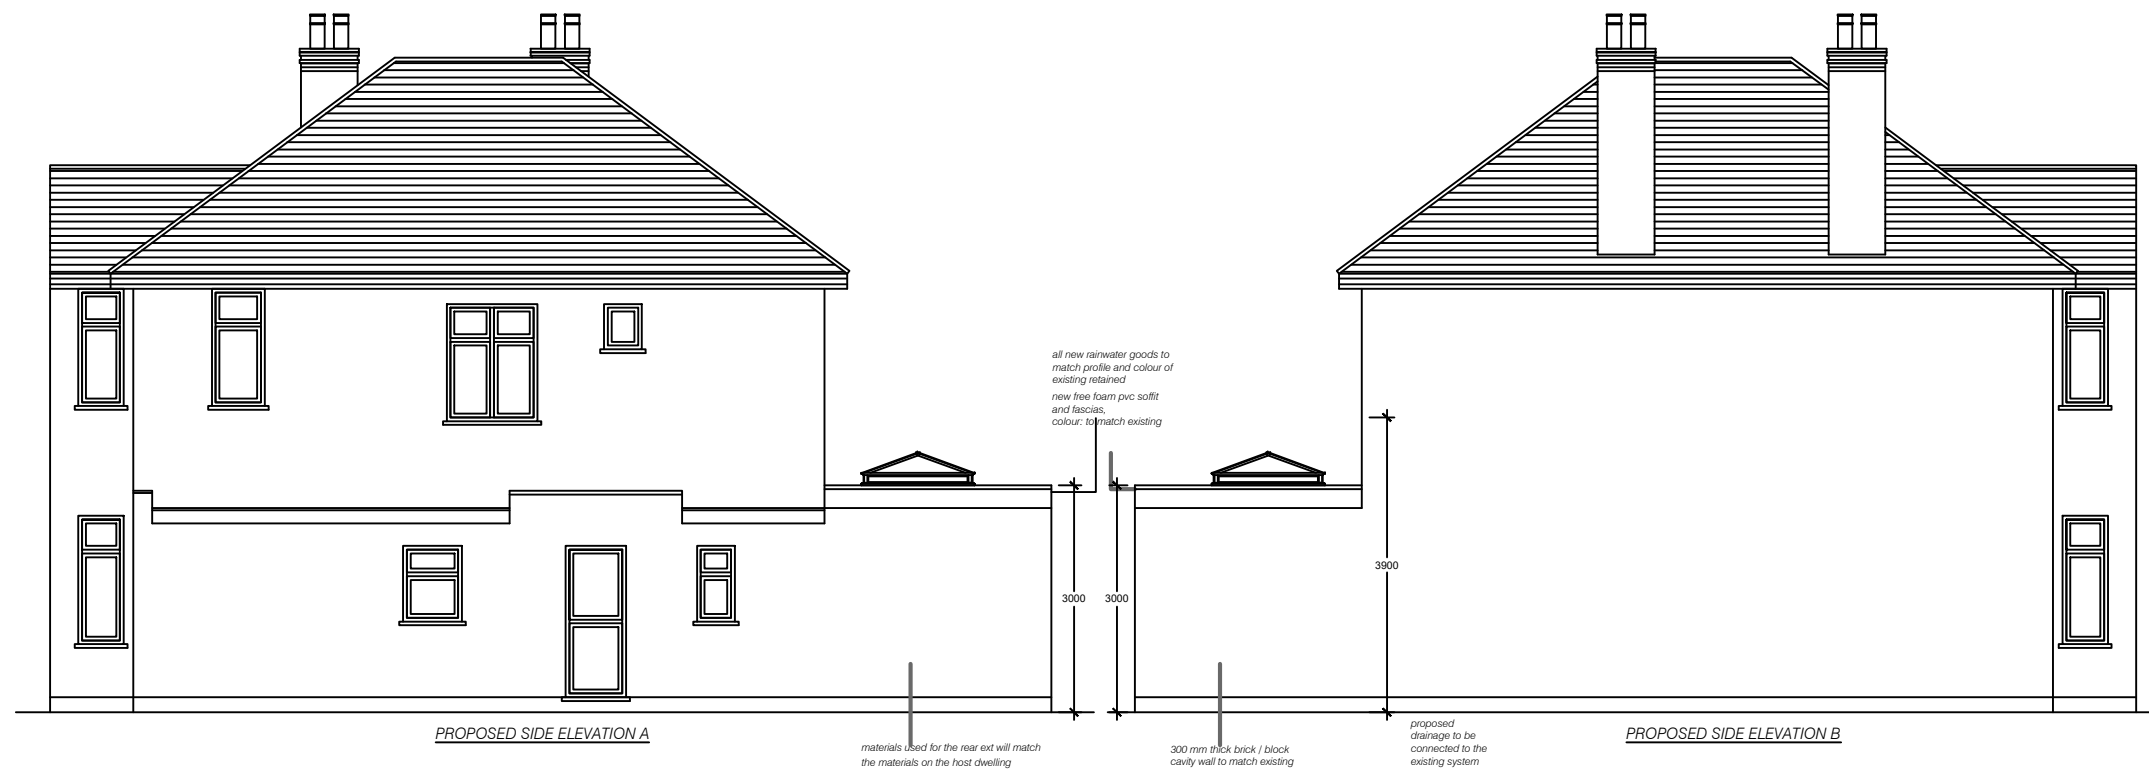 all new rainwater goods to
match profile and colour of
existing retained
new free foam pvc soffit
and fascias,
colour: to match existing
3900
3000
3000
PROPOSED SIDE ELEVATION A
PROPOSED SIDE ELEVATION B
materials used for the rear ext will match
the materials on the host dwelling
300 mm thick brick / block
cavity wall to match existing
proposed
drainage to be
connected to the
existing system